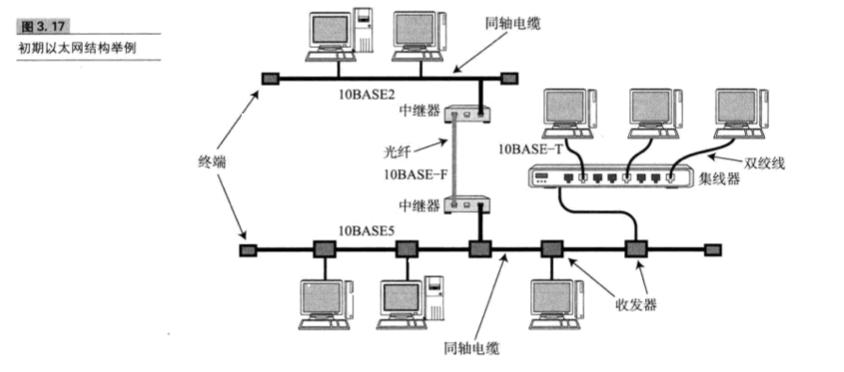 图3.17
初期以太网结构举例
同轴电缆
10BASE2
中继器
光纤
10BASE-F
终端
中继器
10BASE-T
双绞线
集线器
10BASE5
收发器
同轴电缆